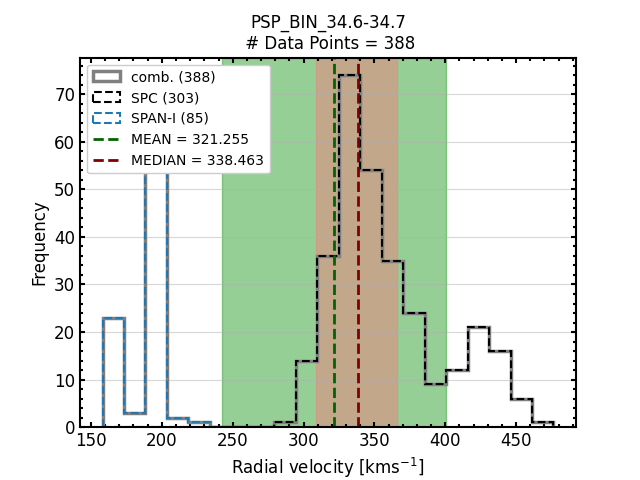 PSP_BIN_34.6-34.7
# Data Points = 388
comb. (388)
SPC (303)
SPAN-I (85)
MEAN = 321.255
MEDIAN = 338.463
Frequency
70
60
50
40
30
20
10
0
150 200 250 300 350 400 450
Radial velocity [kms⁻¹]